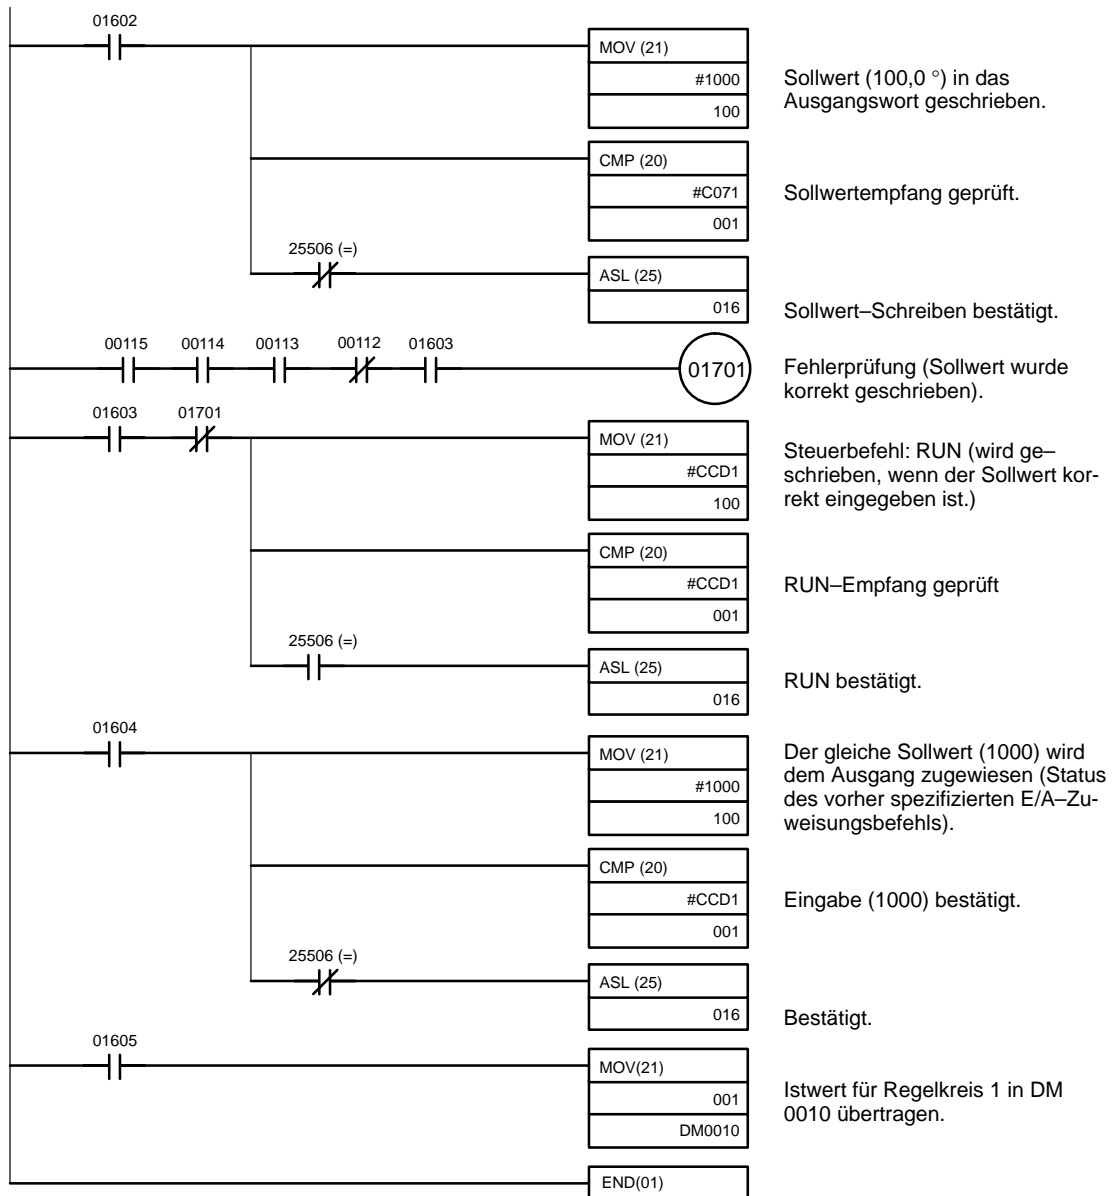 01602
MOV (21)
#1000
100
Sollwert (100,0 °) in das
Ausgangswort geschrieben.
CMP (20)
#C071
001
Sollwertempfang geprüft.
25506 (=)
ASL (25)
016
Sollwert–Schreiben bestätigt.
00115 00114 00113 00112 01603
01701
Fehlerprüfung (Sollwert wurde
korrekt geschrieben).
01603 01701
MOV (21)
#CCD1
100
Steuerbefehl: RUN (wird ge–
schrieben, wenn der Sollwert kor-
rekt eingegeben ist.)
CMP (20)
#CCD1
001
RUN–Empfang geprüft
25506 (=)
ASL (25)
016
RUN bestätigt.
01604
MOV (21)
#1000
100
Der gleiche Sollwert (1000) wird
dem Ausgang zugewiesen (Status
des vorher spezifizierten E/A–Zu-
weisungsbefehls).
CMP (20)
#CCD1
001
Eingabe (1000) bestätigt.
25506 (=)
ASL (25)
016
Bestätigt.
01605
MOV(21)
001
DM0010
Istwert für Regelkreis 1 in DM
0010 übertragen.
END(01)